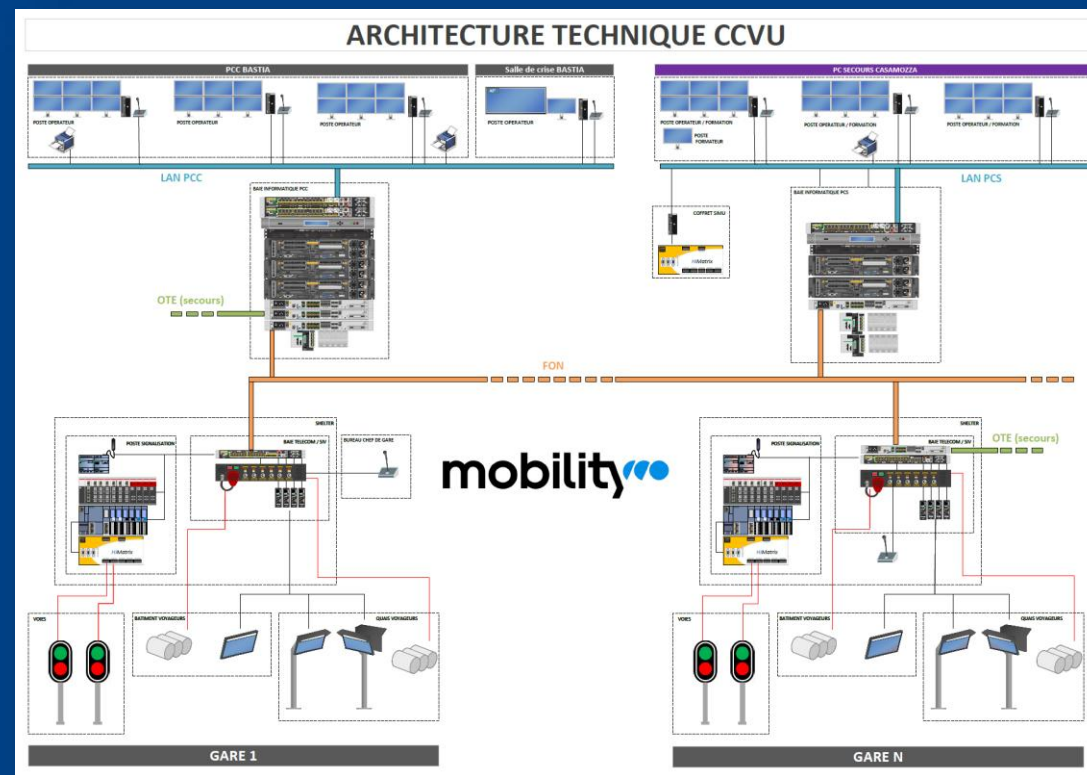 ARCHITECTURE TECHNIQUE CCVU
PCC BASTIA
Salle de crise BASTIA
PC SECOURS CASAMOZZA
POSTE OPERATEUR
POSTE OPERATEUR
POSTE OPERATEUR
POSTE OPERATEUR
POSTE OPERATEUR / FORMATION
POSTE OPERATEUR / FORMATION
POSTE OPERATEUR / FORMATION
POSTE
FORMATEUR
LAN PCC
LAN PCS
BAIE INFORMATIQUE PCC
BAIE INFORMATIQUE PCS
COFFRET SIMU
HIMatrix
OTE (secours)
FON
SHELTER
POSTE SIGNALISATION
BAIE TELECOM / SIV
BUREAU CHEF DE GARE
HIMatrix
mobility
SHELTER
POSTE SIGNALISATION
BAIE TELECOM / SIV
OTE (secours)
HIMatrix
VOIES
BATIMENT VOYAGEURS
QUAIS VOYAGEURS
VOIES
BATIMENT VOYAGEURS
QUAIS VOYAGEURS
GARE 1
GARE N